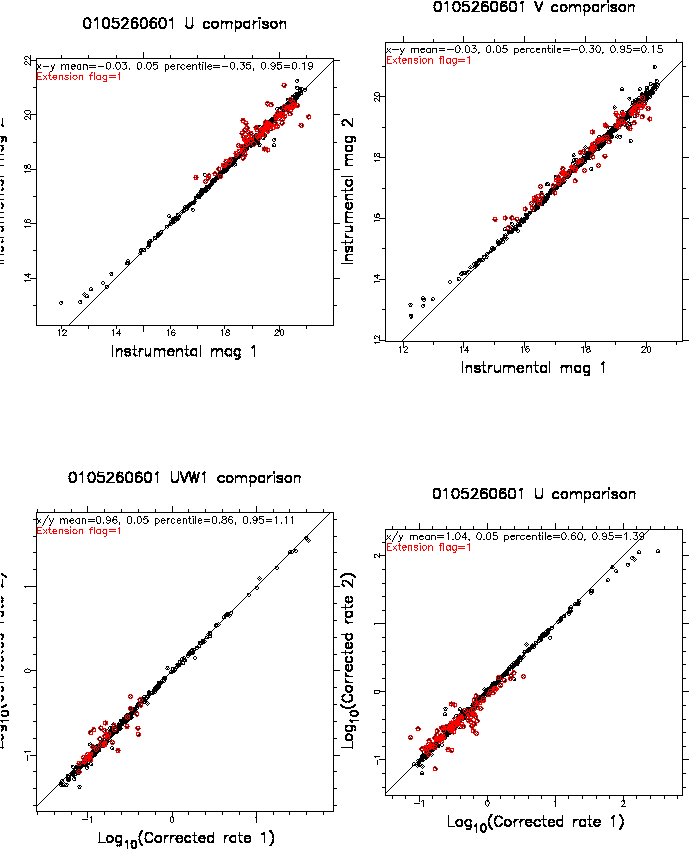 0105260601 U comparison
x-y mean=-0.03, 0.05 percentile=-0.35, 0.95=0.19
Extension flag=1
22
20
18
16
14
12 14 16 18 20
Instrumental mag 1
0105260601 V comparison
x-y mean=-0.03, 0.05 percentile=-0.30, 0.95=0.15
Extension flag=1
Instrumental mag 2
20
18
16
14
12
12 14 16 18 20
Instrumental mag 1
0105260601 UVW1 comparison
x/y mean=0.96, 0.05 percentile=0.86, 0.95=1.11
Extension flag=1
1
0
-1
-1 0 1
Log10(Corrected rate 1)
0105260601 U comparison
x/y mean=1.04, 0.05 percentile=0.60, 0.95=1.39
Extension flag=1
Log10(Corrected rate 2)
2
1
0
-1
-1 0 1 2
Log10(Corrected rate 1)